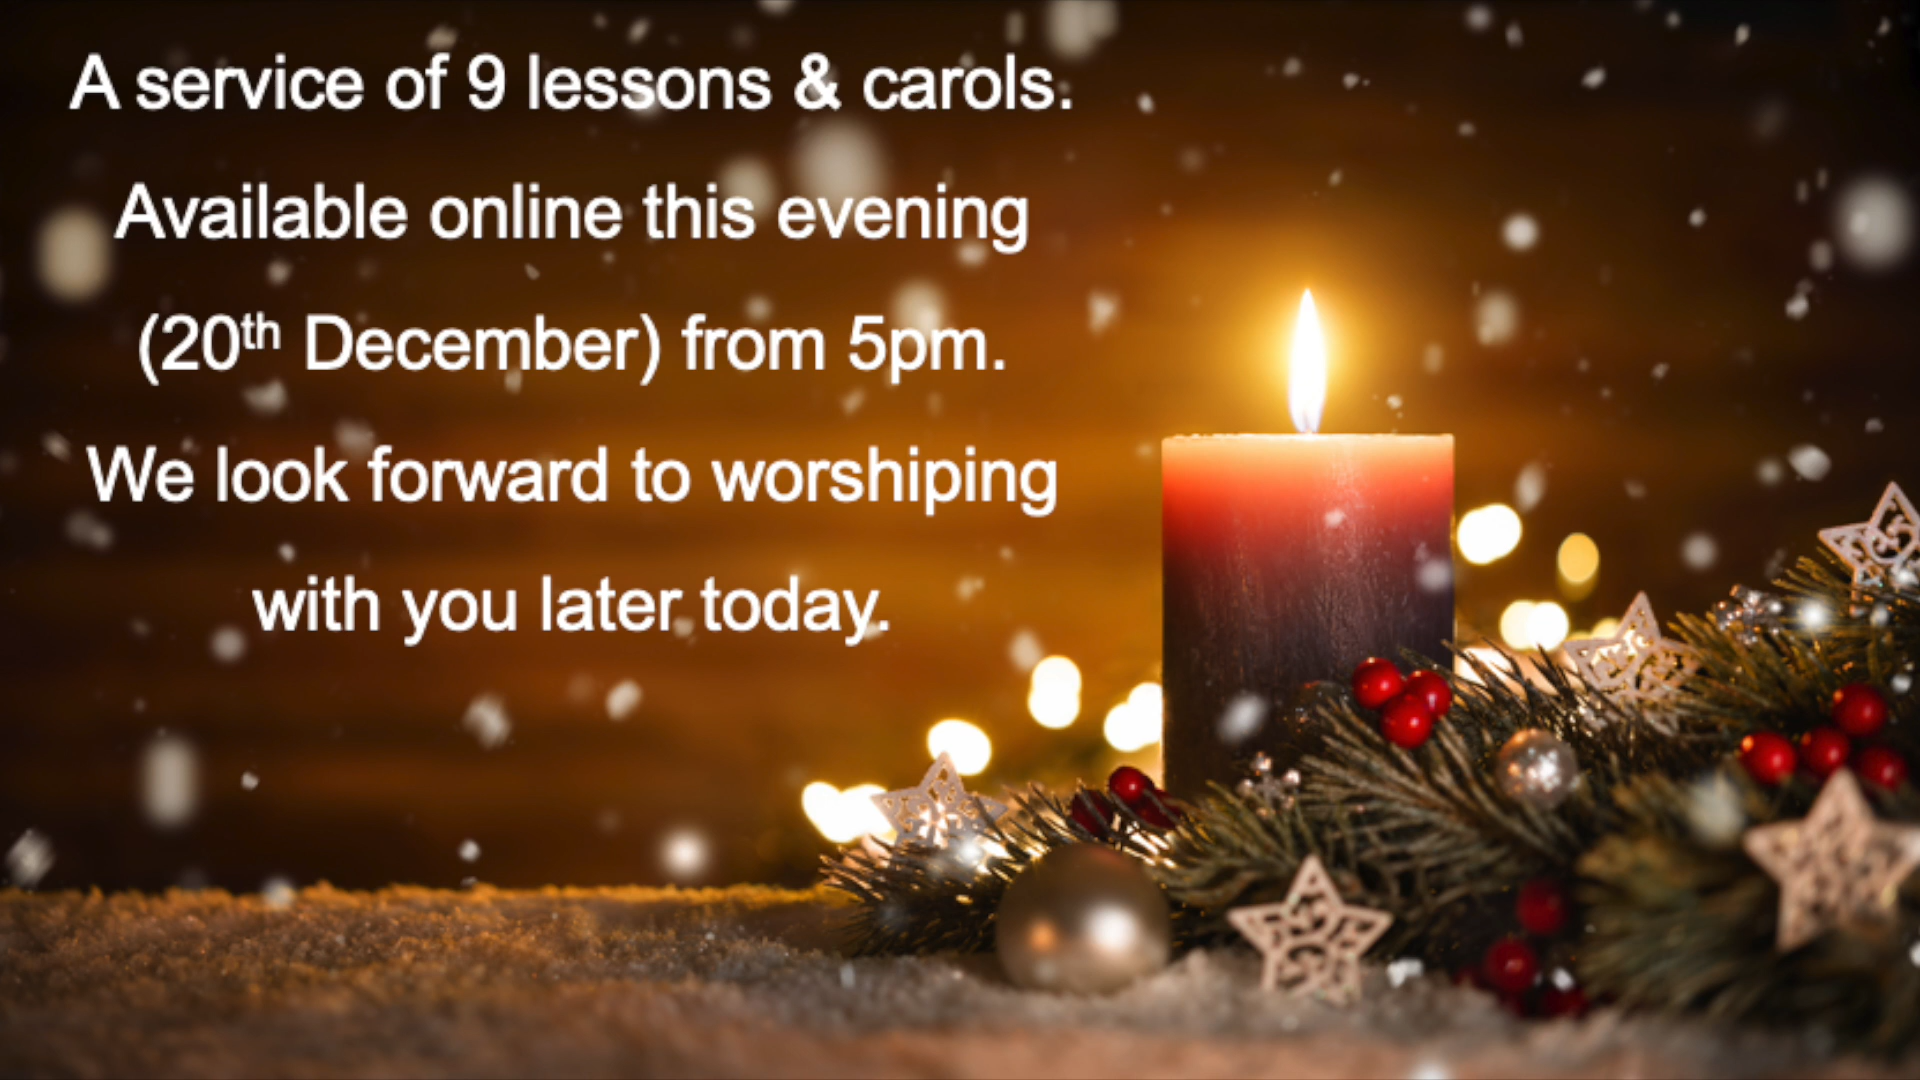 A service of 9 lessons & carols.
Available online this evening
(20th December) from 5pm.
We look forward to worshiping
with you later today.